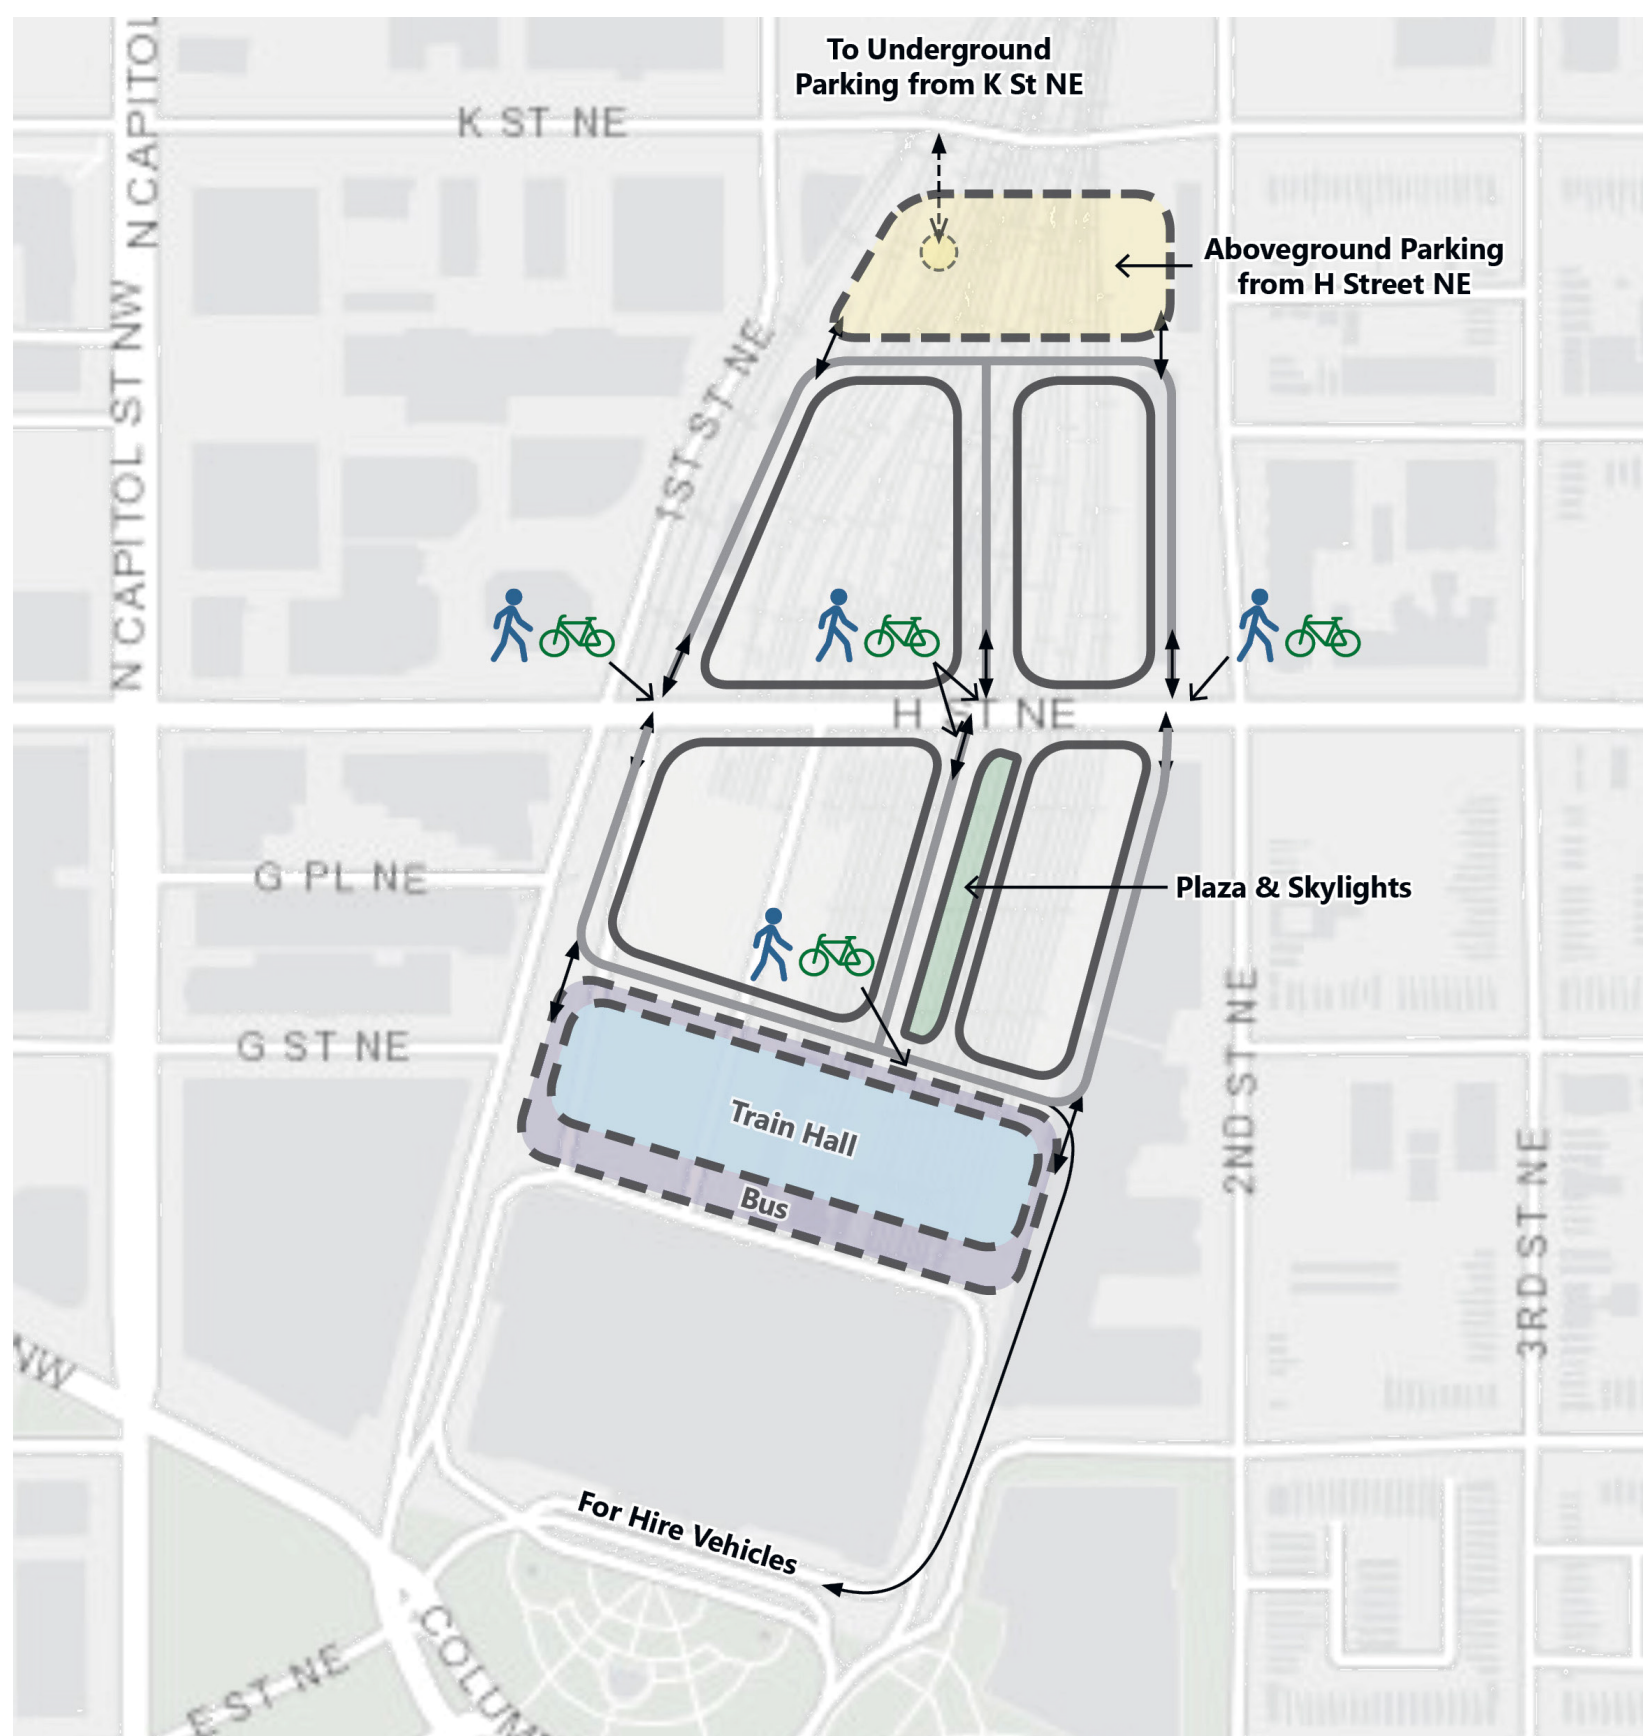 To Underground
Parking from K St NE
N CAPITOL
K ST NE
Aboveground Parking
from H Street NE
N CAPITOL ST NW
1ST ST NE
H ST NE
G PL NE
Plaza & Skylights
G ST NE
2ND ST NE
Train Hall
Bus
3RD ST NE
NW
For Hire Vehicles
E ST NE
COLUM